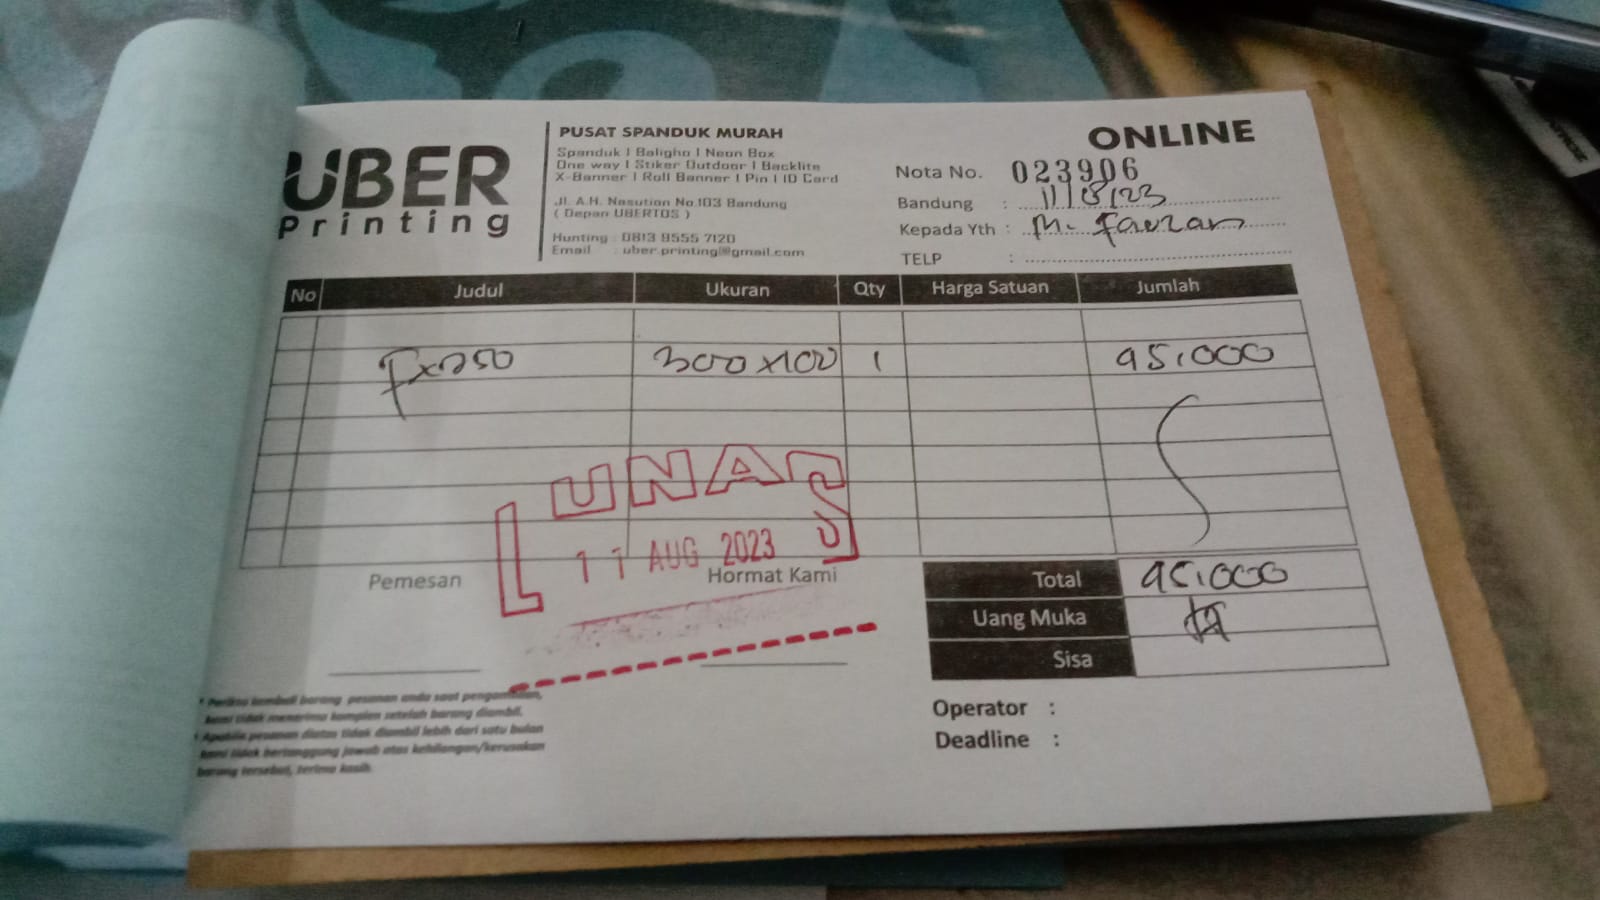 UBER
Printing
PUSAT SPANDUK MURAH
Spanduk | Baligho | Neon Box
One way | Stiker Outdoor | Backlite
X-Banner | Roll Banner | Pin | ID Card
Jl. A.H. Nasution No.103 Bandung
( Depan UBERTOS )
Hunting : 0813 9555 7120
Email : uber.printing@gmail.com
ONLINE
Nota No. 023906
Bandung : 11/8/23
Kepada Yth : M. Fauzan
TELP :
No Judul Ukuran Qty Harga Satuan Jumlah
300x100 1 95.000
LUNAS
11 AUG 2023
Pemesan Hormat Kami
Total 95.000
Uang Muka
Sisa
* Periksa kembali barang pesanan anda saat pengambilan,
kami tidak menerima komplen setelah barang diambil.
* Apabila pesanan diatas tidak diambil lebih dari satu bulan
kami tidak bertanggung jawab atas kehilangan/kerusakan
barang tersebut, terima kasih.
Operator :
Deadline :